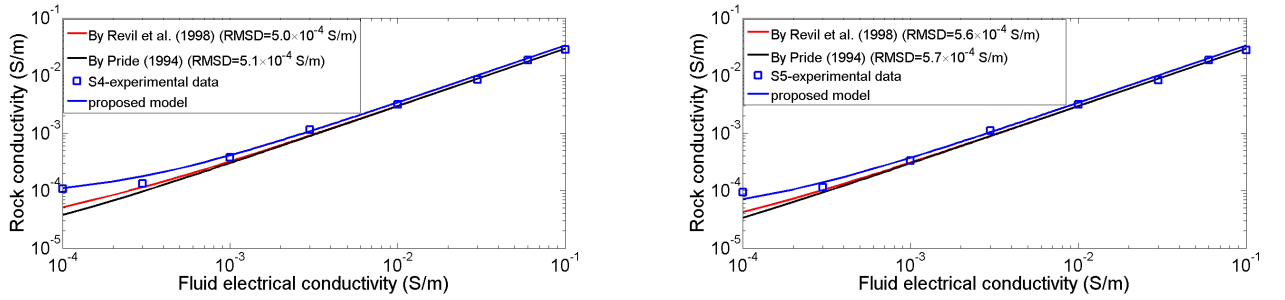 Rock conductivity (S/m)
10⁻¹
10⁻²
10⁻³
10⁻⁴
10⁻⁵
By Revil et al. (1998) (RMSD=5.0×10⁻⁴ S/m)
By Pride (1994) (RMSD=5.1×10⁻⁴ S/m)
S4-experimental data
proposed model
10⁻⁴
10⁻³
10⁻²
10⁻¹
Fluid electrical conductivity (S/m)
Rock conductivity (S/m)
10⁻¹
10⁻²
10⁻³
10⁻⁴
10⁻⁵
By Revil et al. (1998) (RMSD=5.6×10⁻⁴ S/m)
By Pride (1994) (RMSD=5.7×10⁻⁴ S/m)
S5-experimental data
proposed model
10⁻⁴
10⁻³
10⁻²
10⁻¹
Fluid electrical conductivity (S/m)